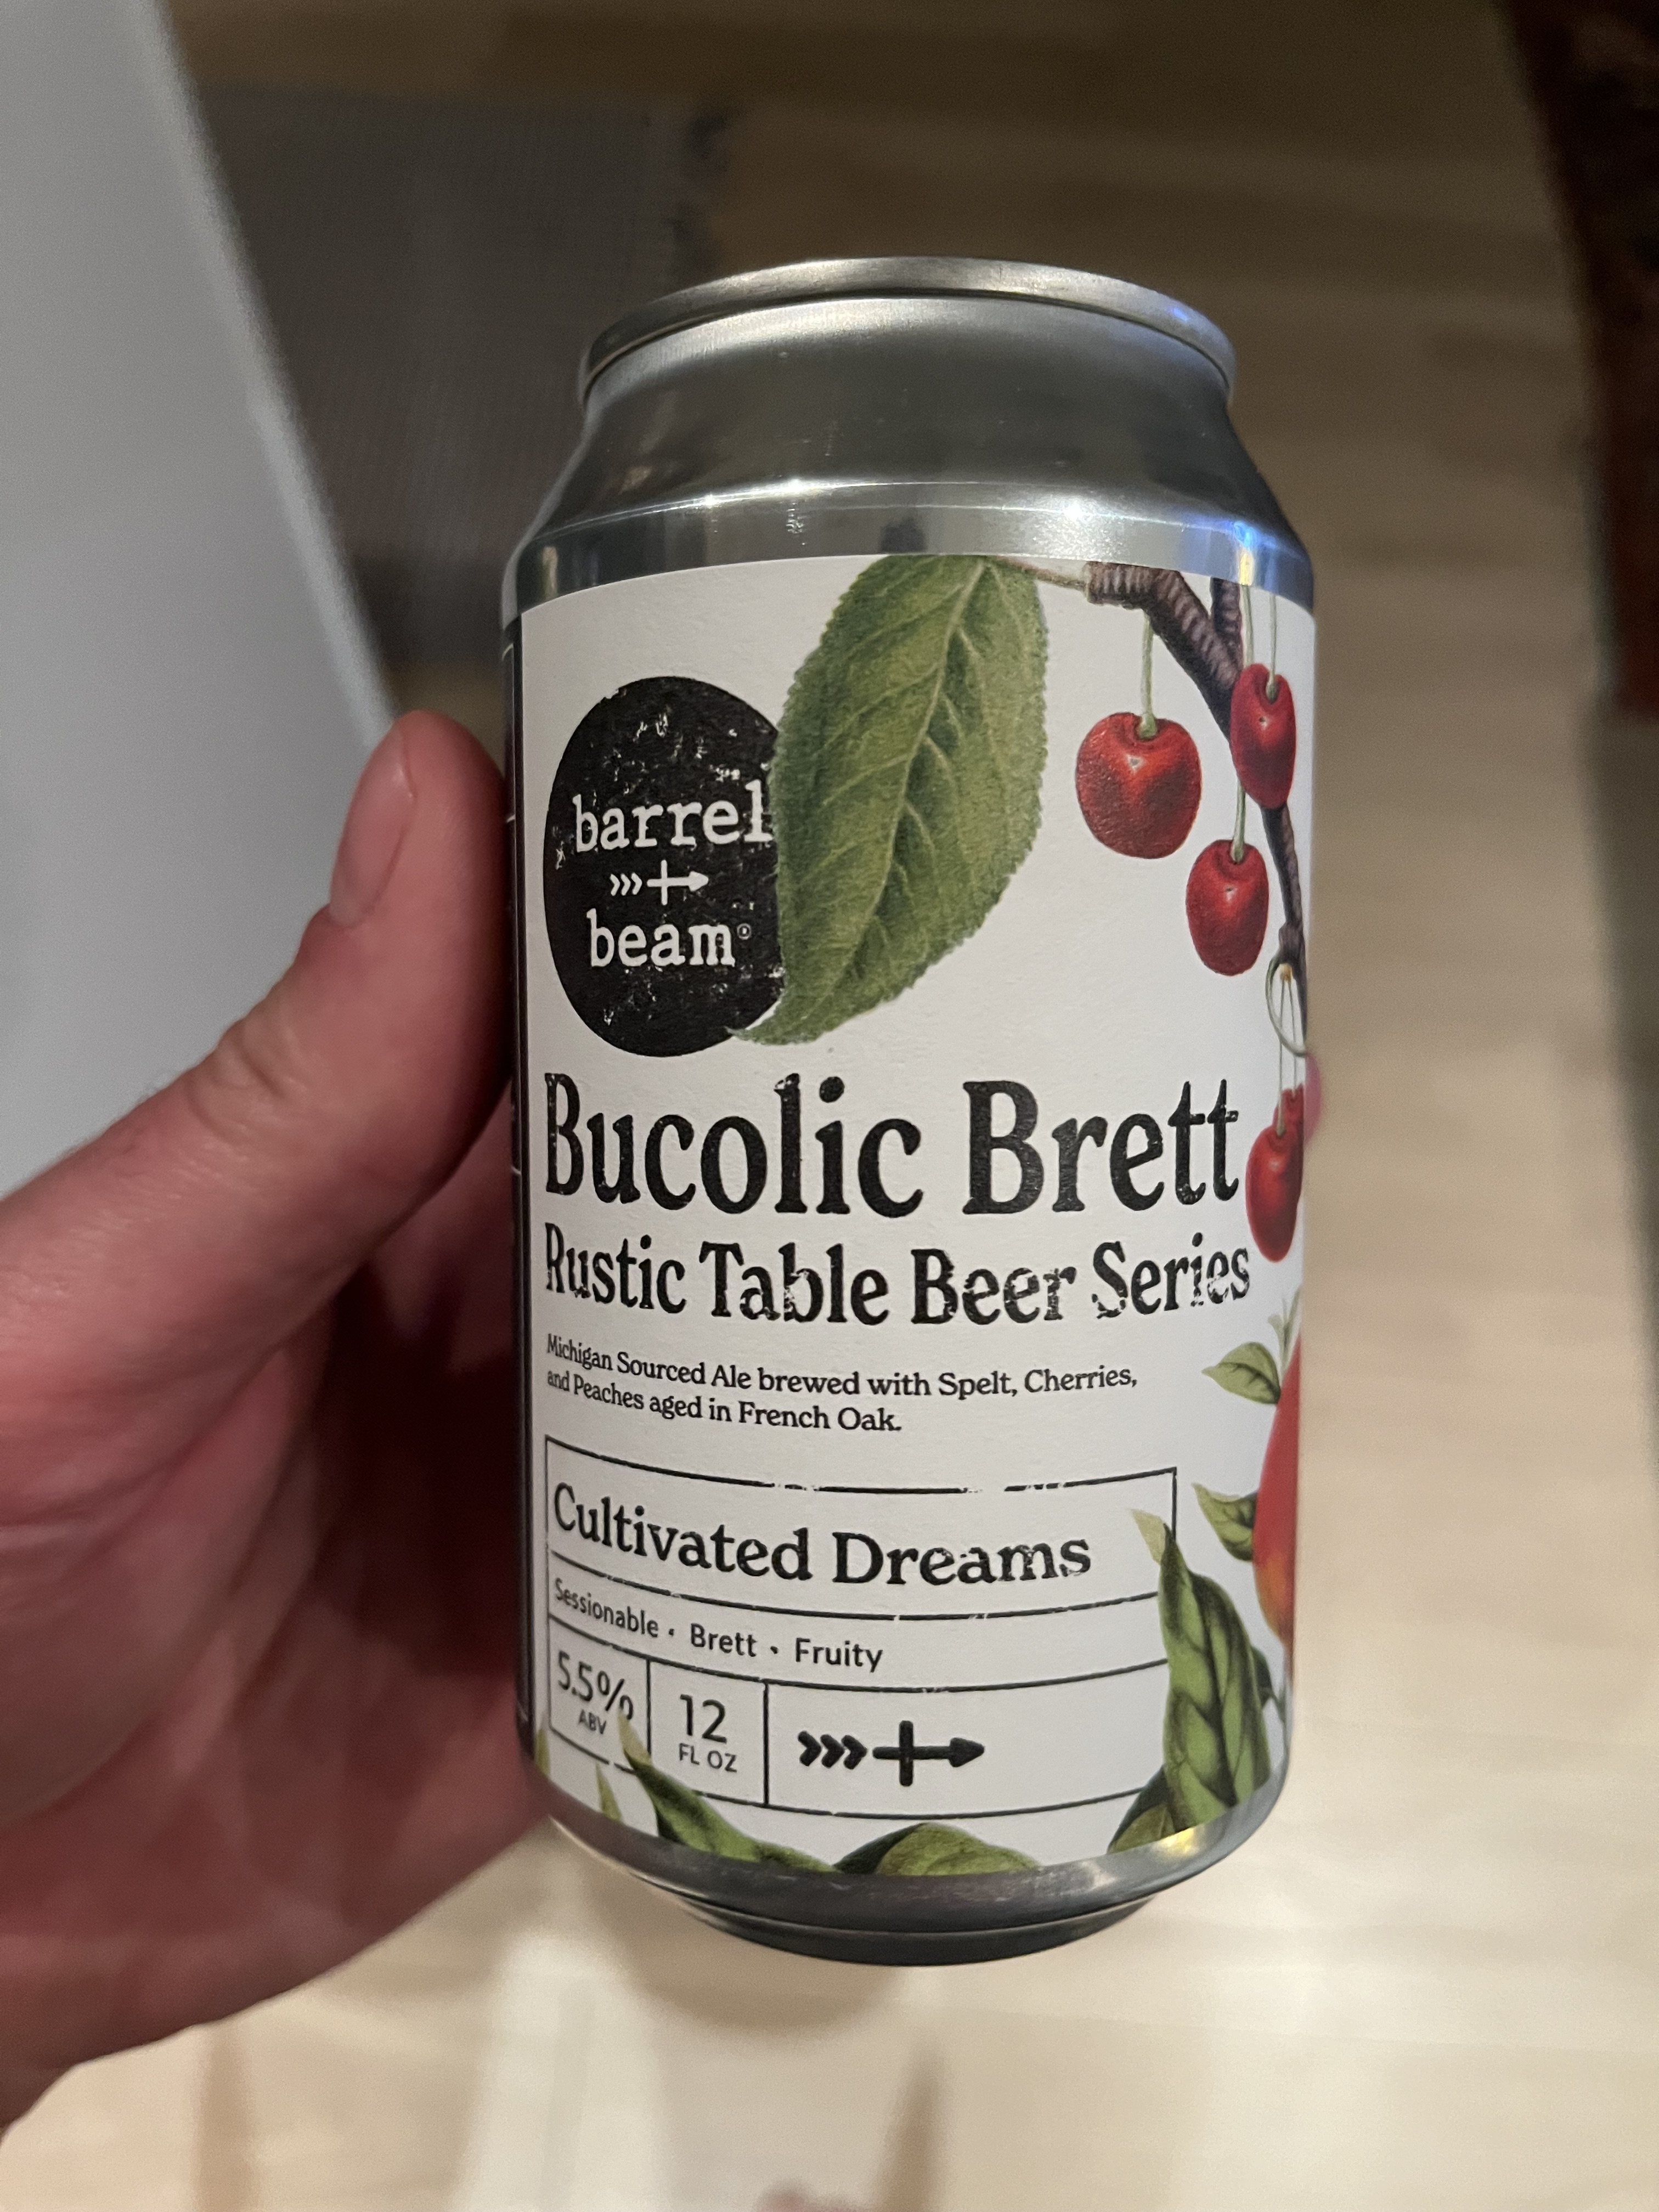 barrel
beam®
Bucolic Brett
Rustic Table Beer Series
Michigan Sourced Ale brewed with Spelt, Cherries,
and Peaches aged in French Oak.
Cultivated Dreams
Sessionable • Brett • Fruity
5.5%
ABV
12
FL OZ